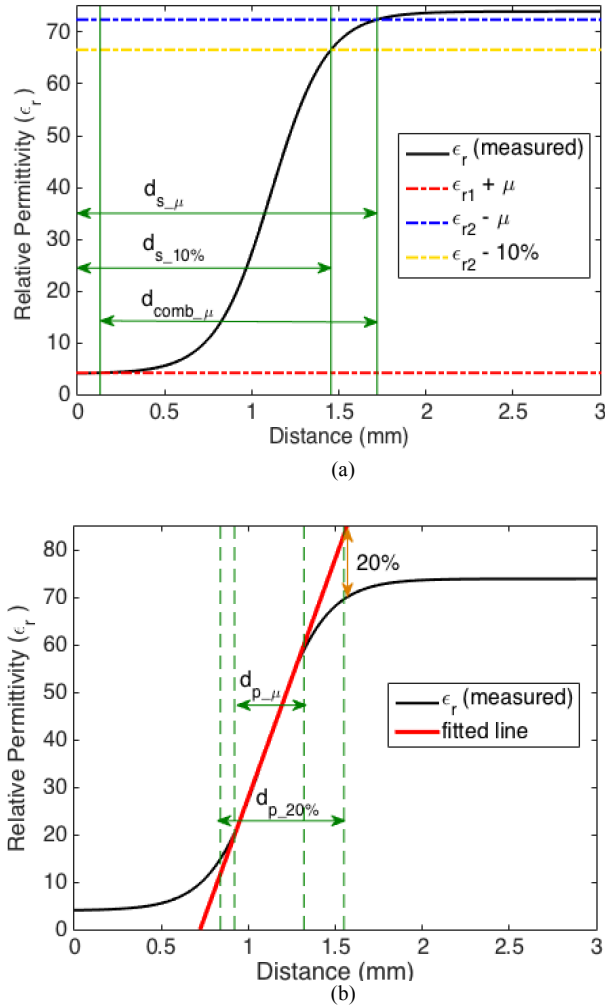 Relative Permittivity (ϵr)
70
60
50
40
30
20
10
0
ds_μ
ds_10%
dcomb_μ
ϵr (measured)
ϵr1 + μ
ϵr2 - μ
ϵr2 - 10%
0 0.5 1 1.5 2 2.5 3
Distance (mm)
(a)
Relative Permittivity (ϵr)
80
70
60
50
40
30
20
10
0
20%
dp_μ
dp_20%
ϵr (measured)
fitted line
0 0.5 1 1.5 2 2.5 3
Distance (mm)
(b)